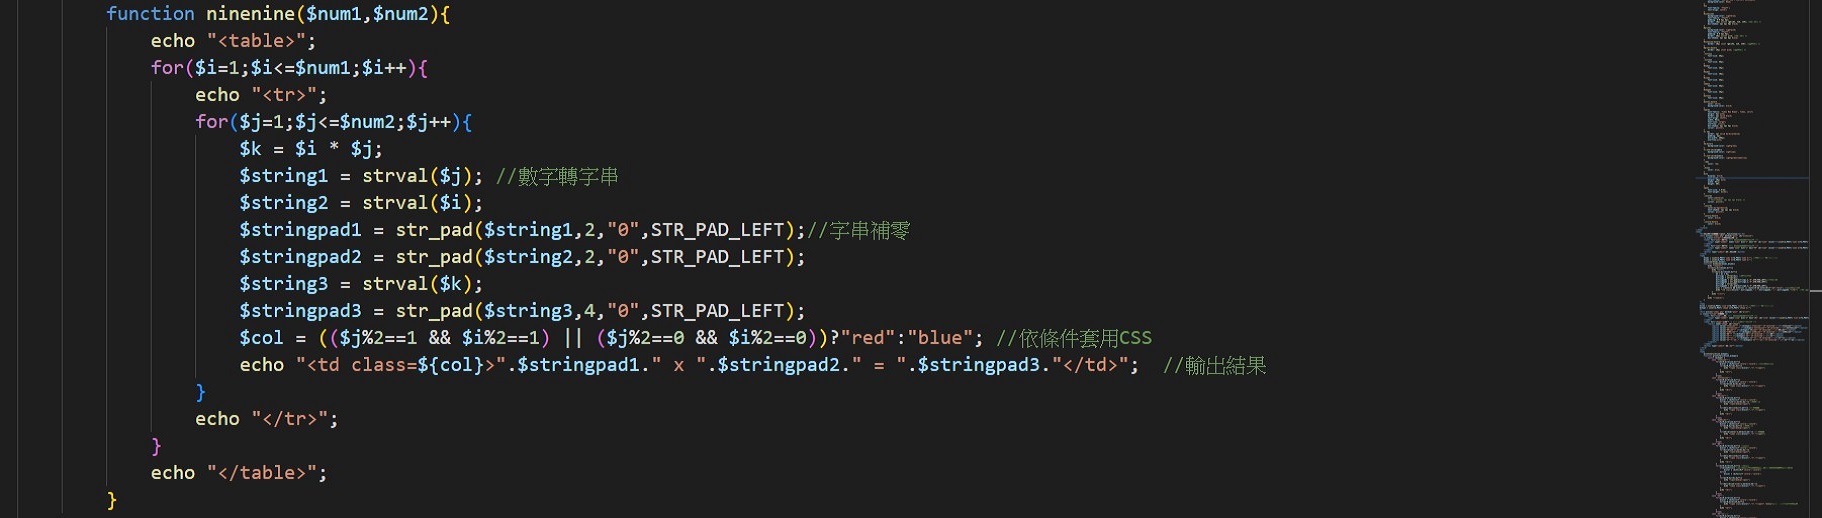 function ninenine($num1,$num2){
echo "<table>";
for($i=1;$i<=$num1;$i++){
echo "<tr>";
for($j=1;$j<=$num2;$j++){
$k = $i * $j;
$string1 = strval($j); //數字轉字串
$string2 = strval($i);
$stringpad1 = str_pad($string1,2,"0",STR_PAD_LEFT);//字串補零
$stringpad2 = str_pad($string2,2,"0",STR_PAD_LEFT);
$string3 = strval($k);
$stringpad3 = str_pad($string3,4,"0",STR_PAD_LEFT);
$col = (($j%2==1 && $i%2==1) || ($j%2==0 && $i%2==0))?"red":"blue"; //依條件套用CSS
echo "<td class=${col}>".$stringpad1." x ".$stringpad2." = ".$stringpad3."</td>"; //輸出結果
}
echo "</tr>";
}
echo "</table>";
}